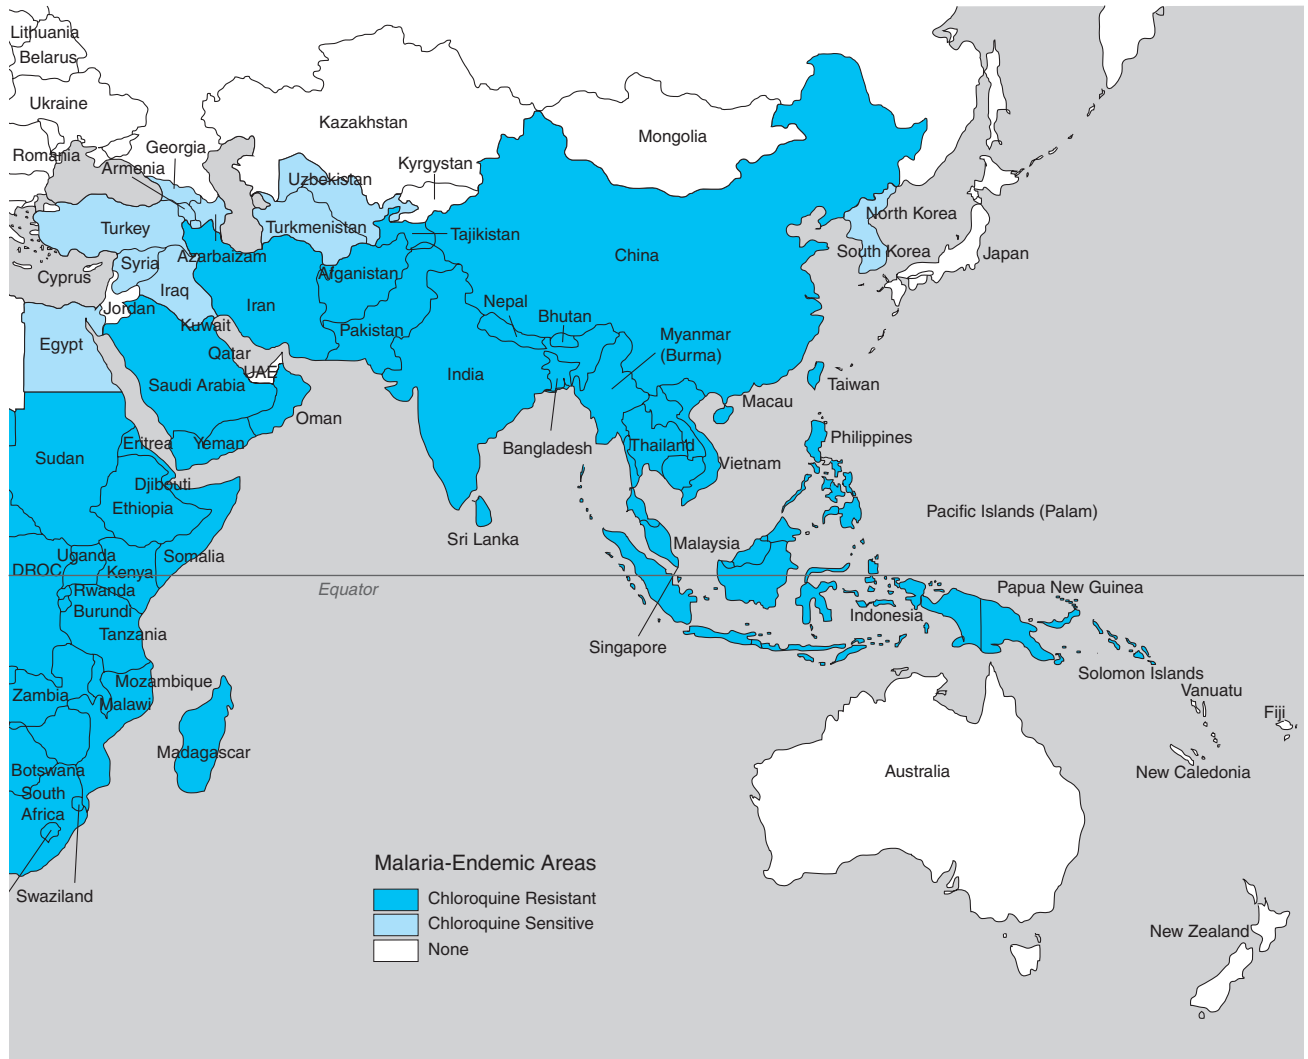 Lithuania
Belarus
Ukraine
Romania
Georgia
Armenia
Kazakhstan
Mongolia
Kyrgystan
Uzbekistan
Turkey
Turkmenistan
Tajikistan
North Korea
South Korea
Japan
China
Azarbaizam
Syria
Cyprus
Iraq
Iran
Afganistan
Jordan
Kuwait
Pakistan
Nepal
Bhutan
Myanmar
(Burma)
Egypt
Qatar
UAE
Saudi Arabia
India
Taiwan
Macau
Oman
Eritrea
Yeman
Bangladesh
Thailand
Philippines
Vietnam
Sudan
Djibouti
Ethiopia
Pacific Islands (Palam)
Sri Lanka
Malaysia
Uganda
Somalia
DROC
Kenya
Rwanda
Equator
Papua New Guinea
Burundi
Indonesia
Tanzania
Singapore
Solomon Islands
Mozambique
Zambia
Malawi
Vanuatu
Fiji
Madagascar
Botswana
Australia
New Caledonia
South
Africa
Swaziland
Malaria-Endemic Areas
Chloroquine Resistant
Chloroquine Sensitive
None
New Zealand